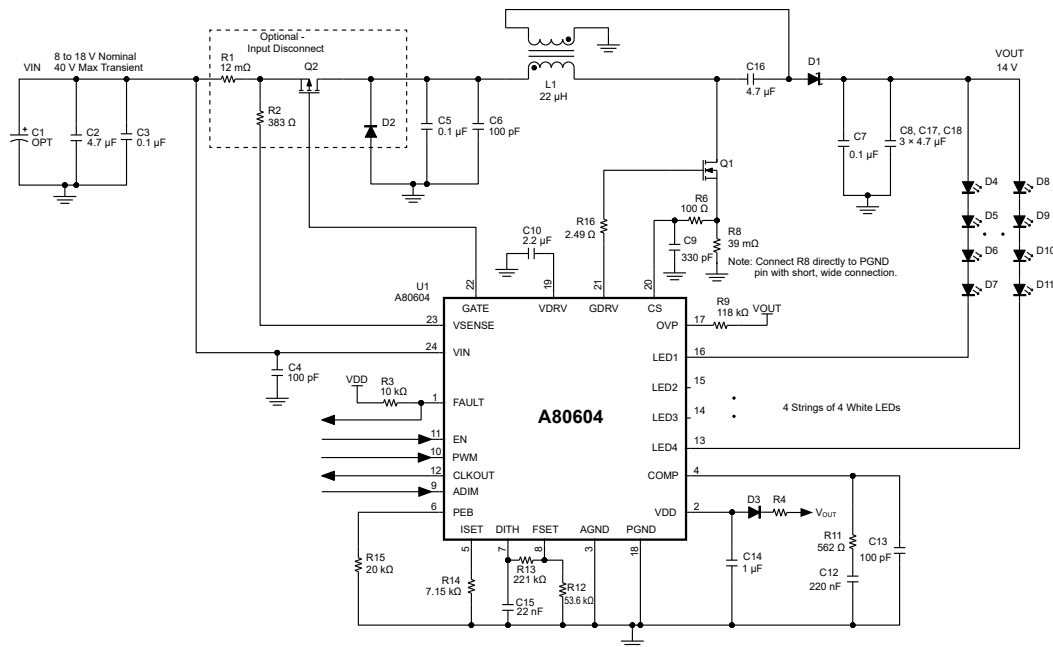 Optional -
Input Disconnect
8 to 18 V Nominal
40 V Max Transient
VIN
R1
12 mΩ
Q2
R2
383 Ω
D2
C1
OPT
C2
4.7 µF
C3
0.1 µF
C5
0.1 µF
C6
100 pF
L1
22 µH
C16
4.7 µF
D1
VOUT
14 V
C7
0.1 µF
C8, C17, C18
3 × 4.7 µF
Q1
R6
100 Ω
R16
2.49 Ω
C9
330 pF
R8
39 mΩ
Note: Connect R8 directly to PGND
pin with short, wide connection.
D4
D8
D5
D9
D6
D10
D7
D11
C10
2.2 µF
U1
A80604
22
19
21
20
GATE
VDRV
GDRV
CS
23
VSENSE
24
VIN
C4
100 pF
VDD
R3
10 kΩ
1
FAULT
11
EN
10
PWM
12
CLKOUT
9
ADIM
6
PEB
A80604
OVP
17
R9
118 kΩ
VOUT
LED1
16
LED2
15
LED3
14
4 Strings of 4 White LEDs
LED4
13
COMP
4
VDD
2
D3
R4
VOUT
ISET
DITH
FSET
AGND
PGND
5
7
8
3
18
R15
20 kΩ
R14
7.15 kΩ
R13
221 kΩ
C15
22 nF
R12
53.6 kΩ
C14
1 µF
R11
562 Ω
C12
220 nF
C13
100 pF